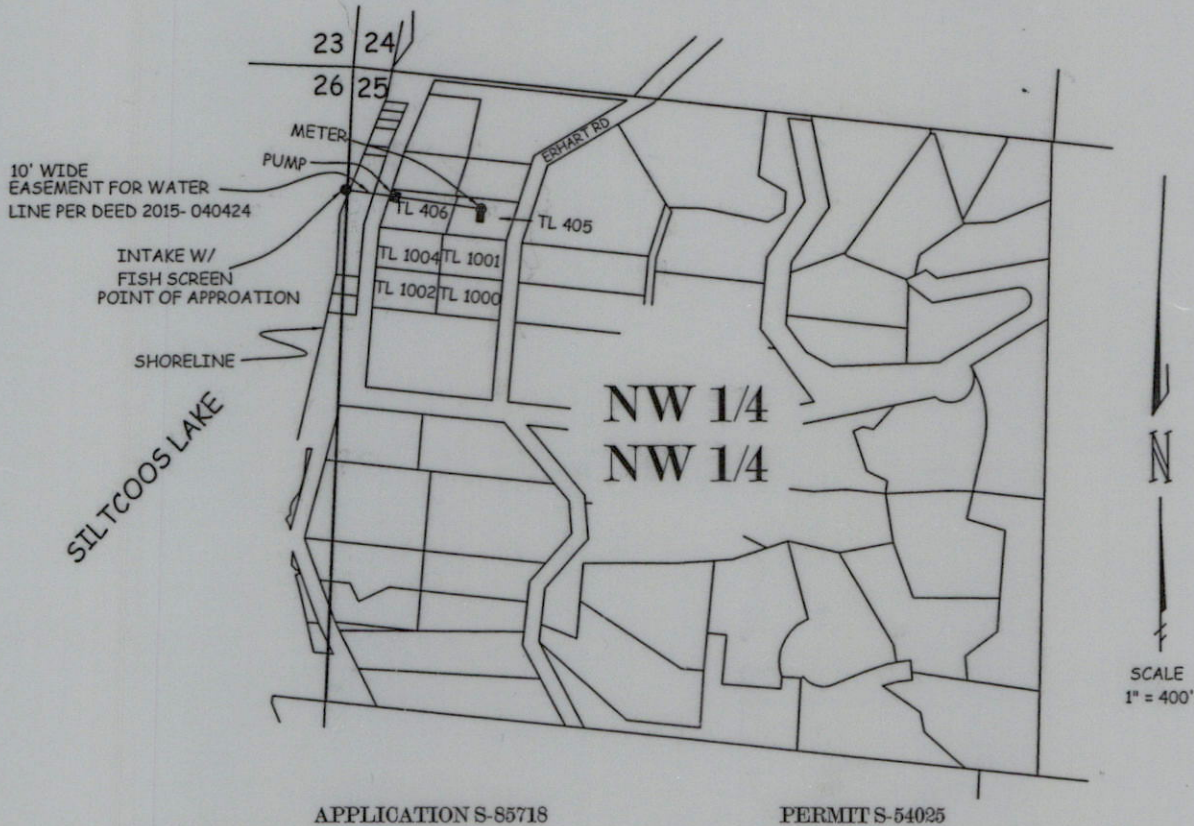 23 24
26 25
METER
PUMP
10' WIDE
EASEMENT FOR WATER
LINE PER DEED 2015- 040424
INTAKE W/
FISH SCREEN
POINT OF APPROATION
SHORELINE
SILTCOOS LAKE
ERHART RD
TL 406
TL 405
TL 1004 TL 1001
TL 1002 TL 1000
NW 1/4
NW 1/4
N
SCALE
1" = 400'
APPLICATION S-85718 PERMIT S-54025